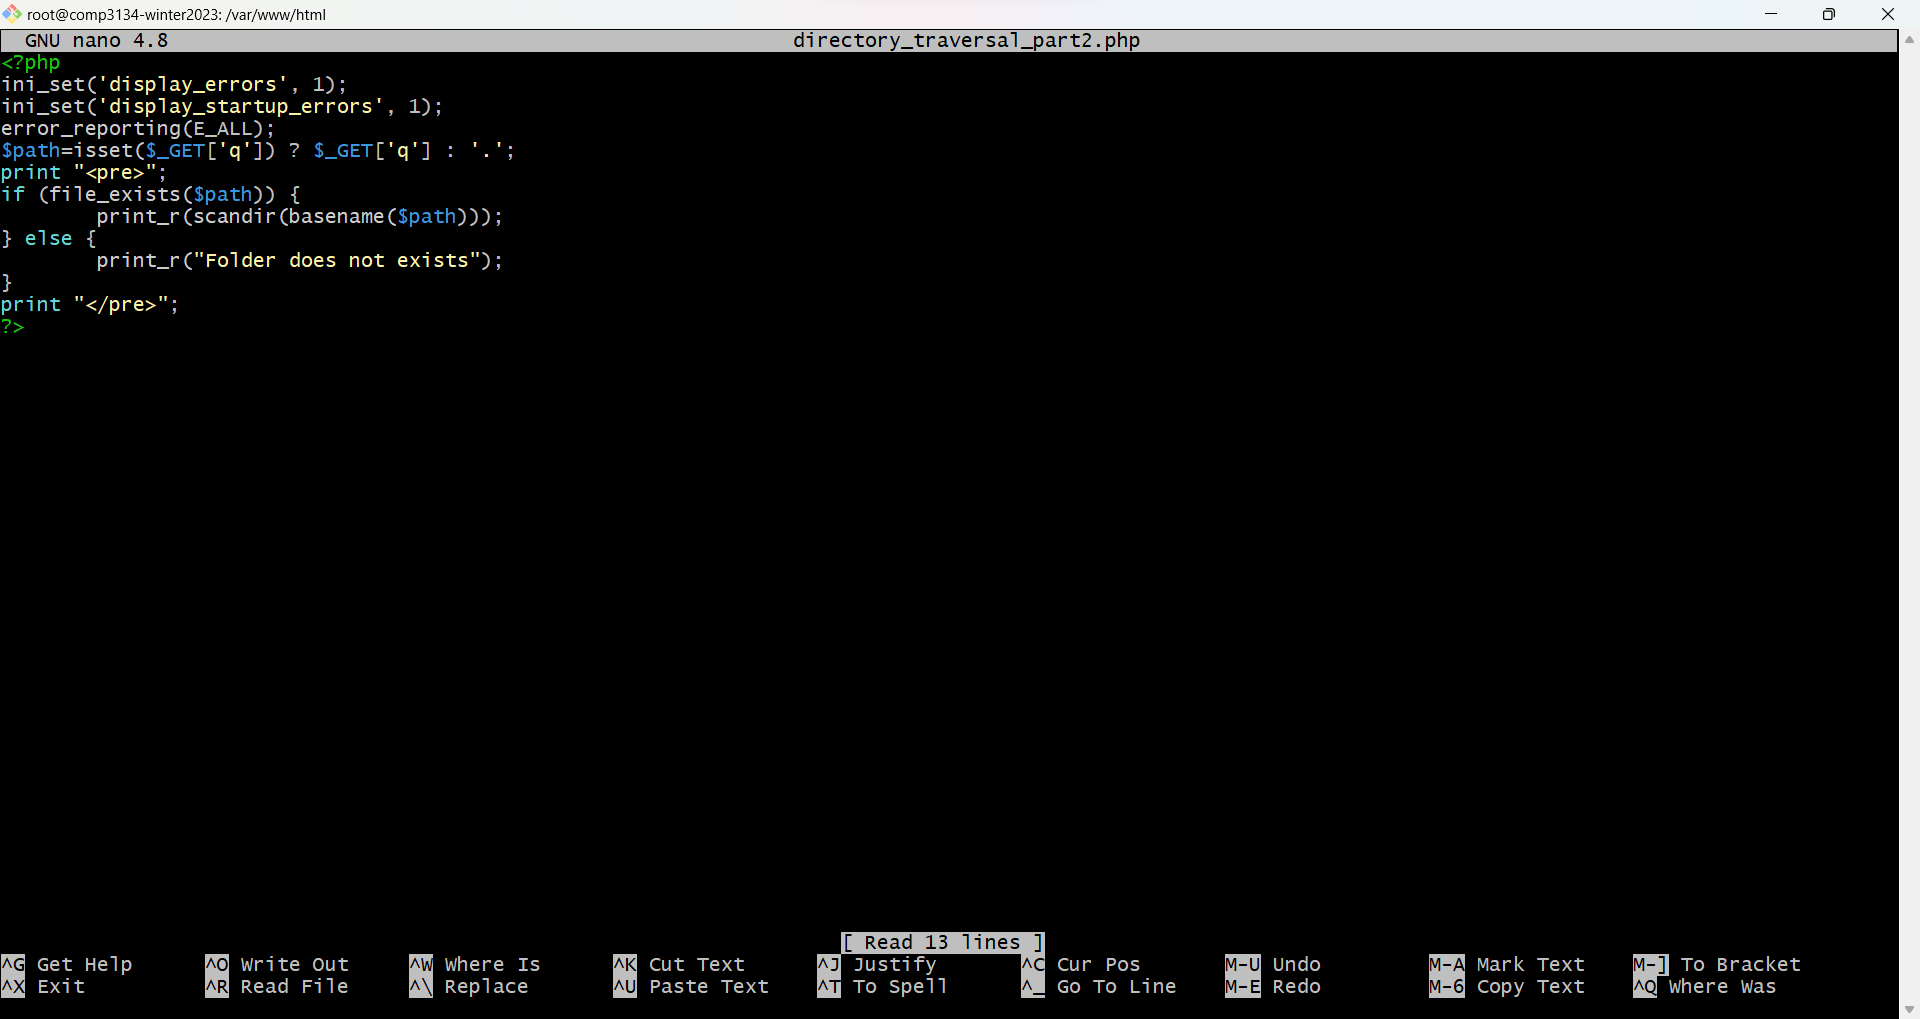 root@comp3134-winter2023: /var/www/html
GNU nano 4.8 directory_traversal_part2.php
<?php
ini_set('display_errors', 1);
ini_set('display_startup_errors', 1);
error_reporting(E_ALL);
$path=isset($_GET['q']) ? $_GET['q'] : '.';
print "<pre>";
if (file_exists($path)) {
        print_r(scandir(basename($path)));
} else {
        print_r("Folder does not exists");
}
print "</pre>";
?>
[ Read 13 lines ]
^G Get Help ^O Write Out ^W Where Is ^K Cut Text ^J Justify ^C Cur Pos M-U Undo M-A Mark Text M-] To Bracket
^X Exit ^R Read File ^\ Replace ^U Paste Text ^T To Spell ^_ Go To Line M-E Redo M-6 Copy Text ^Q Where Was